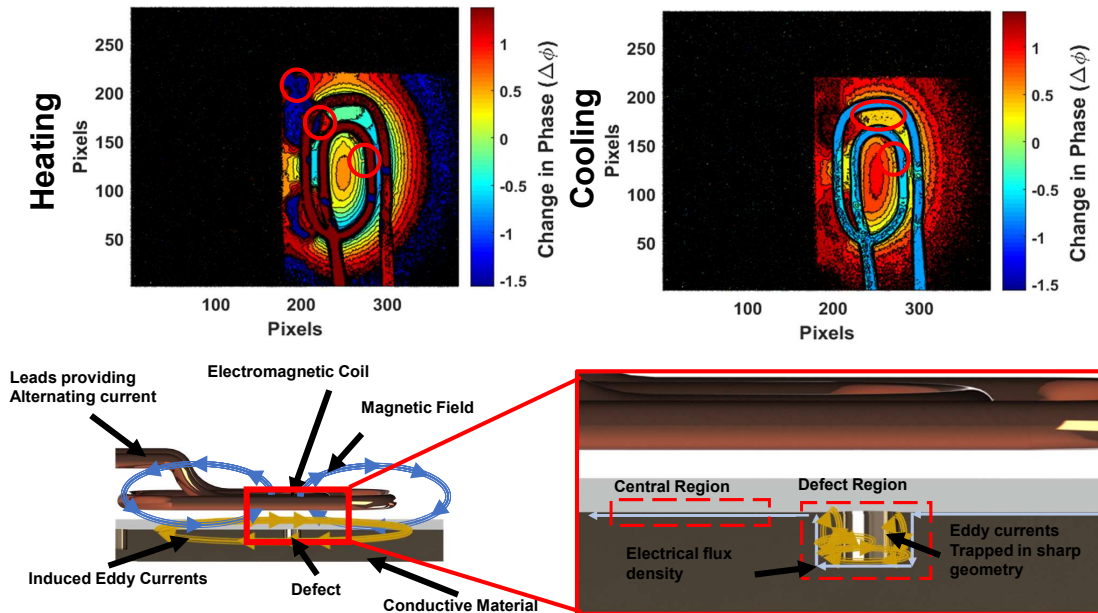 Heating
Pixels
250
200
150
100
50
100
200
300
Pixels
1
0.5
0
-0.5
-1
-1.5
Change in Phase (Δϕ)
Cooling
Pixels
250
200
150
100
50
100
200
300
Pixels
1
0.5
0
-0.5
-1
-1.5
Change in Phase (Δϕ)
Leads providing
Alternating current
Electromagnetic Coil
Magnetic Field
Induced Eddy Currents
Defect
Conductive Material
Central Region
Defect Region
Electrical flux
density
Eddy currents
Trapped in sharp
geometry